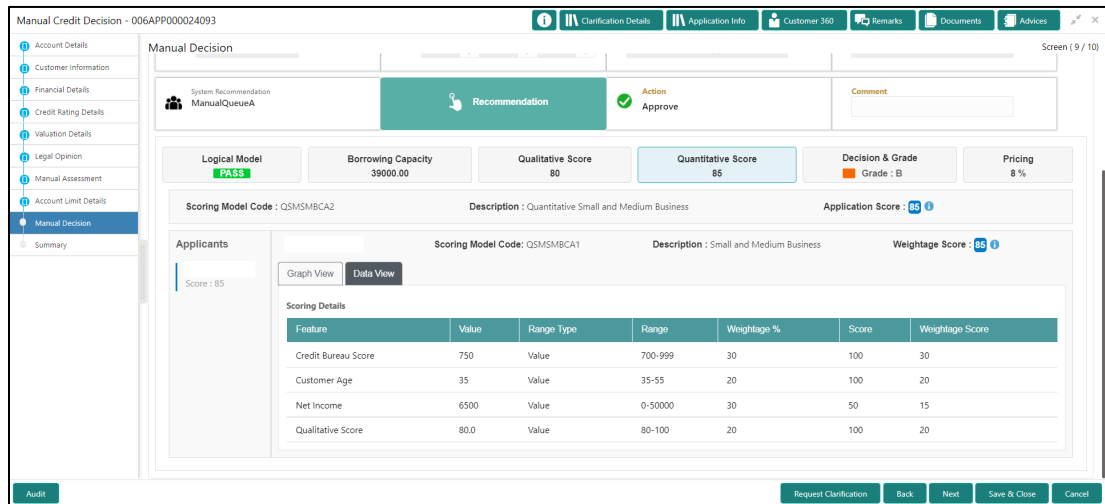 Manual Credit Decision - 006APP000024093
Clarification Details
Application Info
Customer 360
Remarks
Documents
Advices
Account Details
Customer Information
Financial Details
Credit Rating Details
Valuation Details
Legal Opinion
Manual Assessment
Account Limit Details
Manual Decision
Summary
Manual Decision
Screen ( 9 / 10)
System Recommendation
ManualQueueA
Recommendation
Action
Approve
Comment
Logical Model
PASS
Borrowing Capacity
39000.00
Qualitative Score
80
Quantitative Score
85
Decision & Grade
Grade : B
Pricing
8 %
Scoring Model Code : QSMSMBCA2 Description : Quantitative Small and Medium Business Application Score : 85
Applicants
Score : 85
Scoring Model Code: QSMSMBCA1 Description : Small and Medium Business Weightage Score : 85
Graph View Data View
Scoring Details
Feature Value Range Type Range Weightage % Score Weightage Score
Credit Bureau Score 750 Value 700-999 30 100 30
Customer Age 35 Value 35-55 20 100 20
Net Income 6500 Value 0-50000 30 50 15
Qualitative Score 80.0 Value 80-100 20 100 20
Audit
Request Clarification Back Next Save & Close Cancel